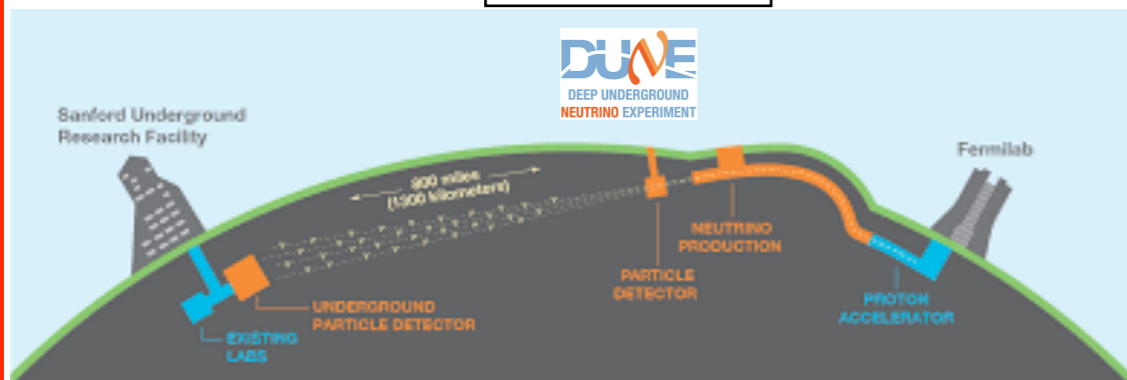 DUNE
DEEP UNDERGROUND
NEUTRINO EXPERIMENT
Sanford Underground
Research Facility
Fermilab
800 miles
(1300 kilometers)
NEUTRINO
PRODUCTION
PARTICLE
DETECTOR
PROTON
ACCELERATOR
UNDERGROUND
PARTICLE DETECTOR
EXISTING
LABS